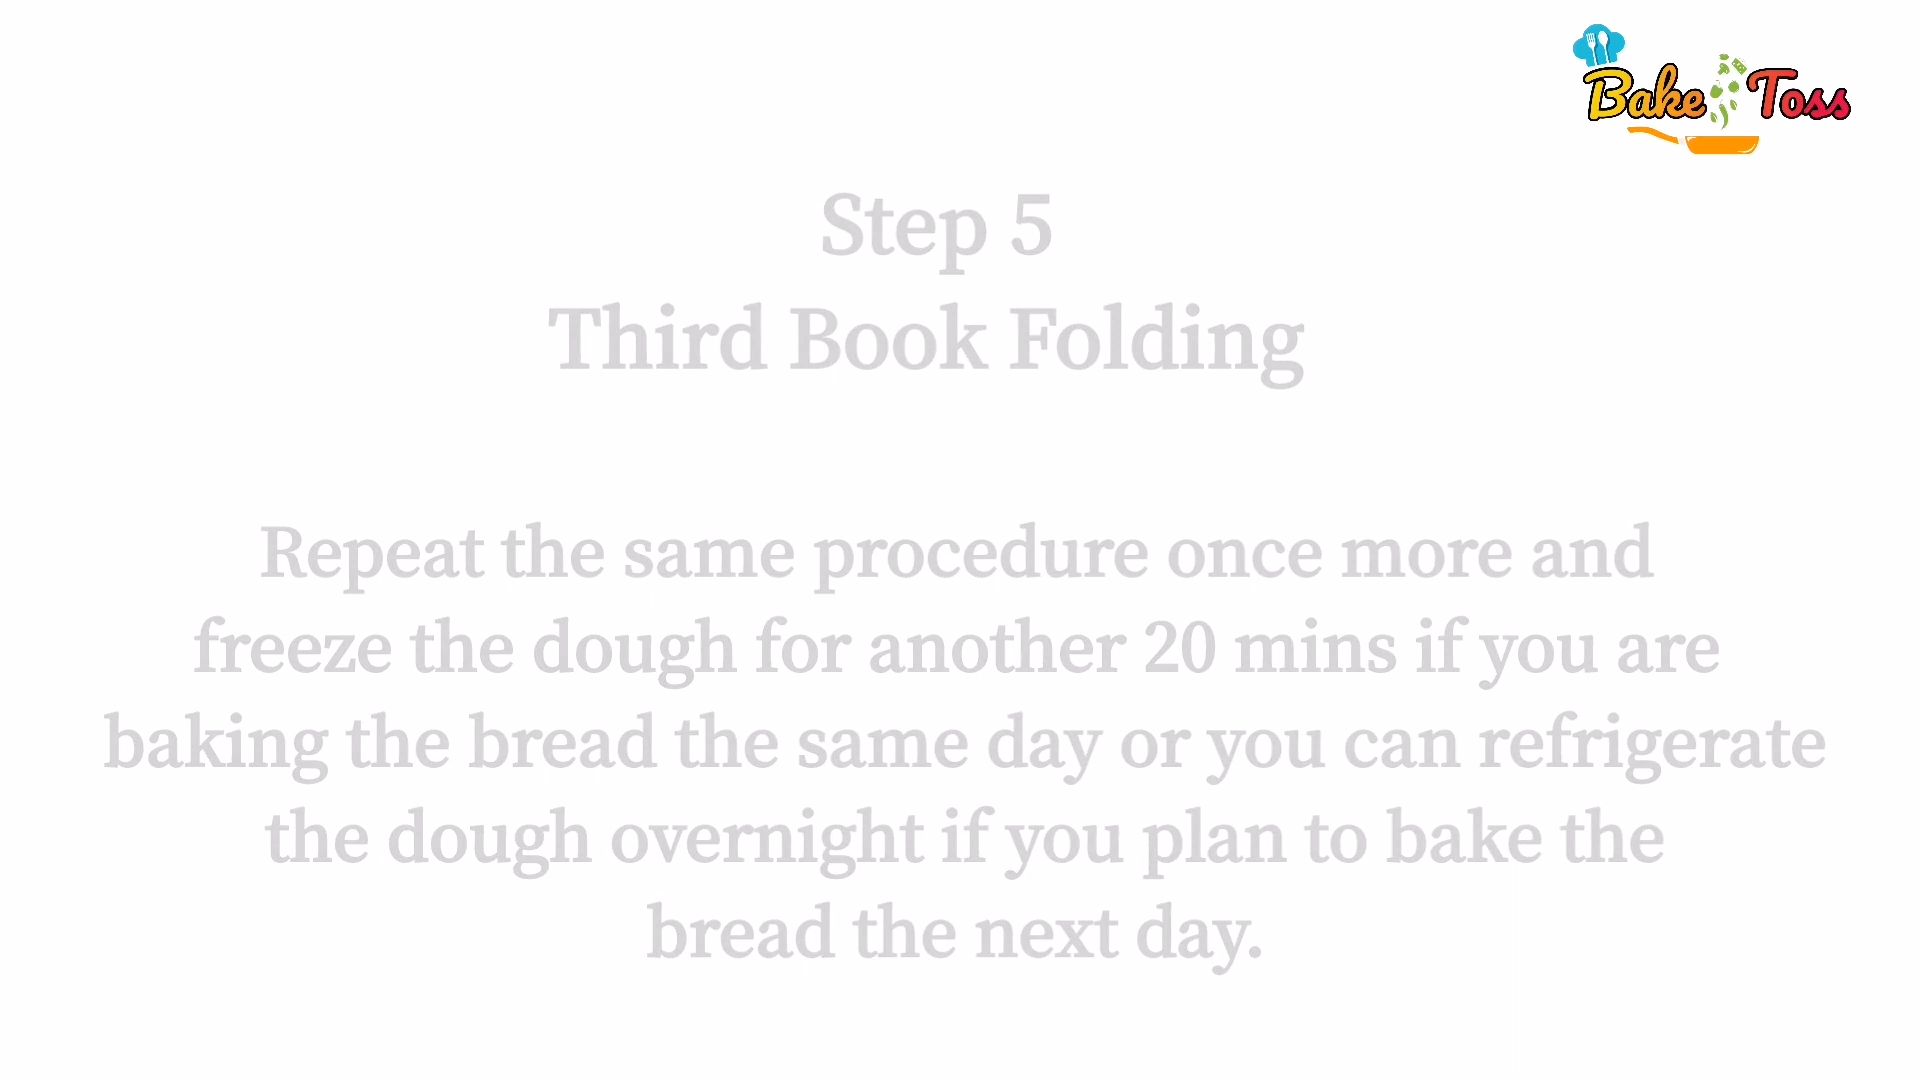 Bake Toss
Step 5
Third Book Folding
Repeat the same procedure once more and
freeze the dough for another 20 mins if you are
baking the bread the same day or you can refrigerate
the dough overnight if you plan to bake the
bread the next day.